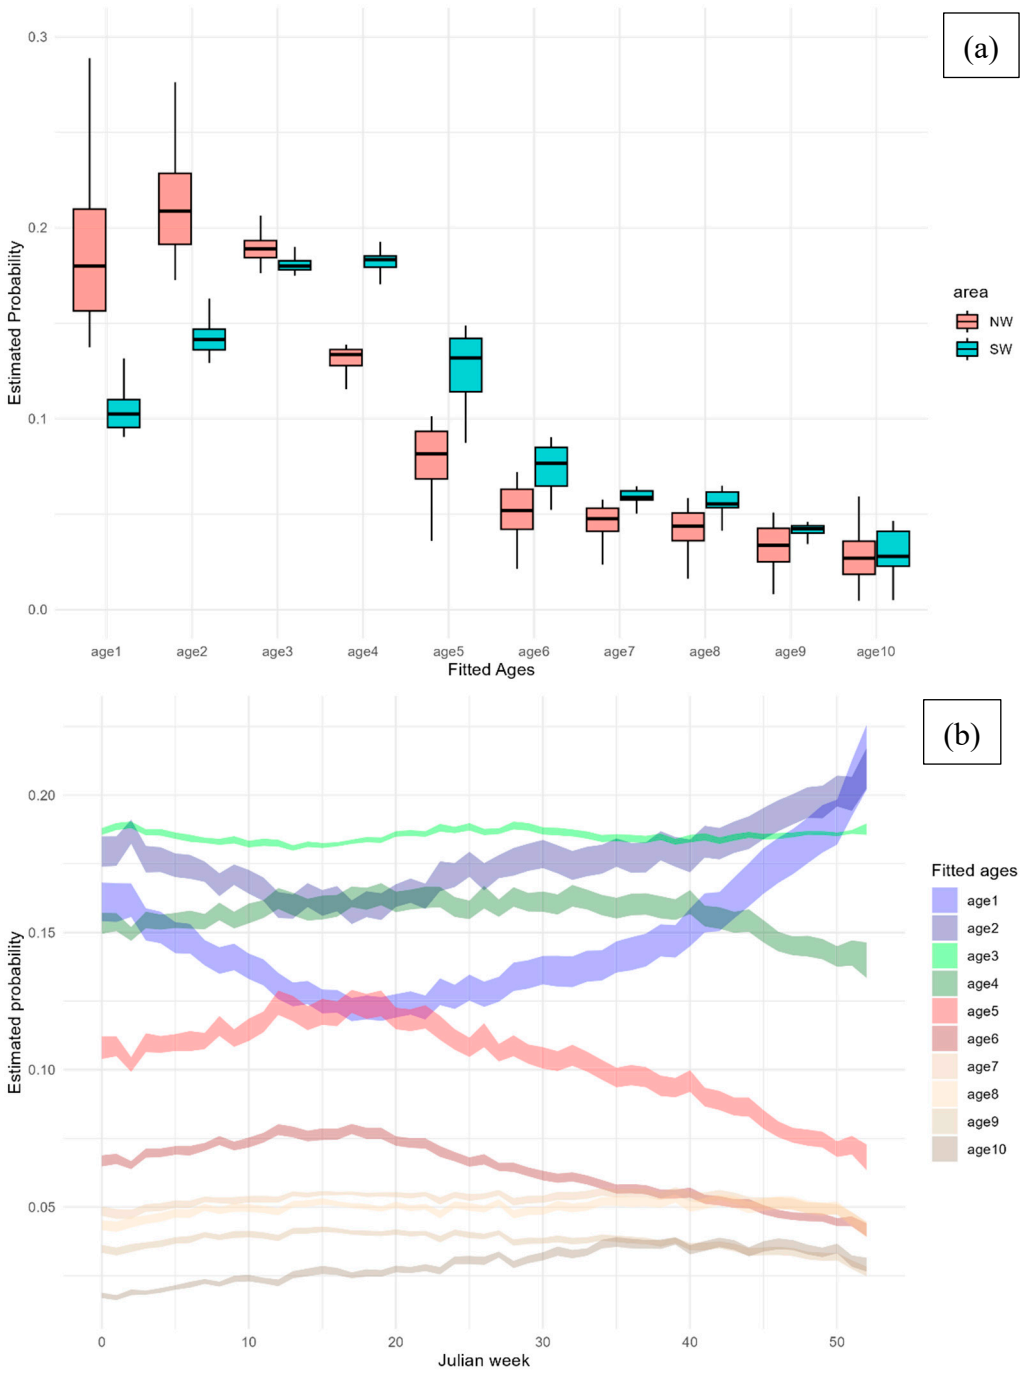 (a)
0.3
0.2
0.1
0.0
Estimated Probability
age1 age2 age3 age4 age5 age6 age7 age8 age9 age10
Fitted Ages
area
NW
SW
(b)
0.20
0.15
0.10
0.05
Estimated probability
0 10 20 30 40 50
Julian week
Fitted ages
age1
age2
age3
age4
age5
age6
age7
age8
age9
age10